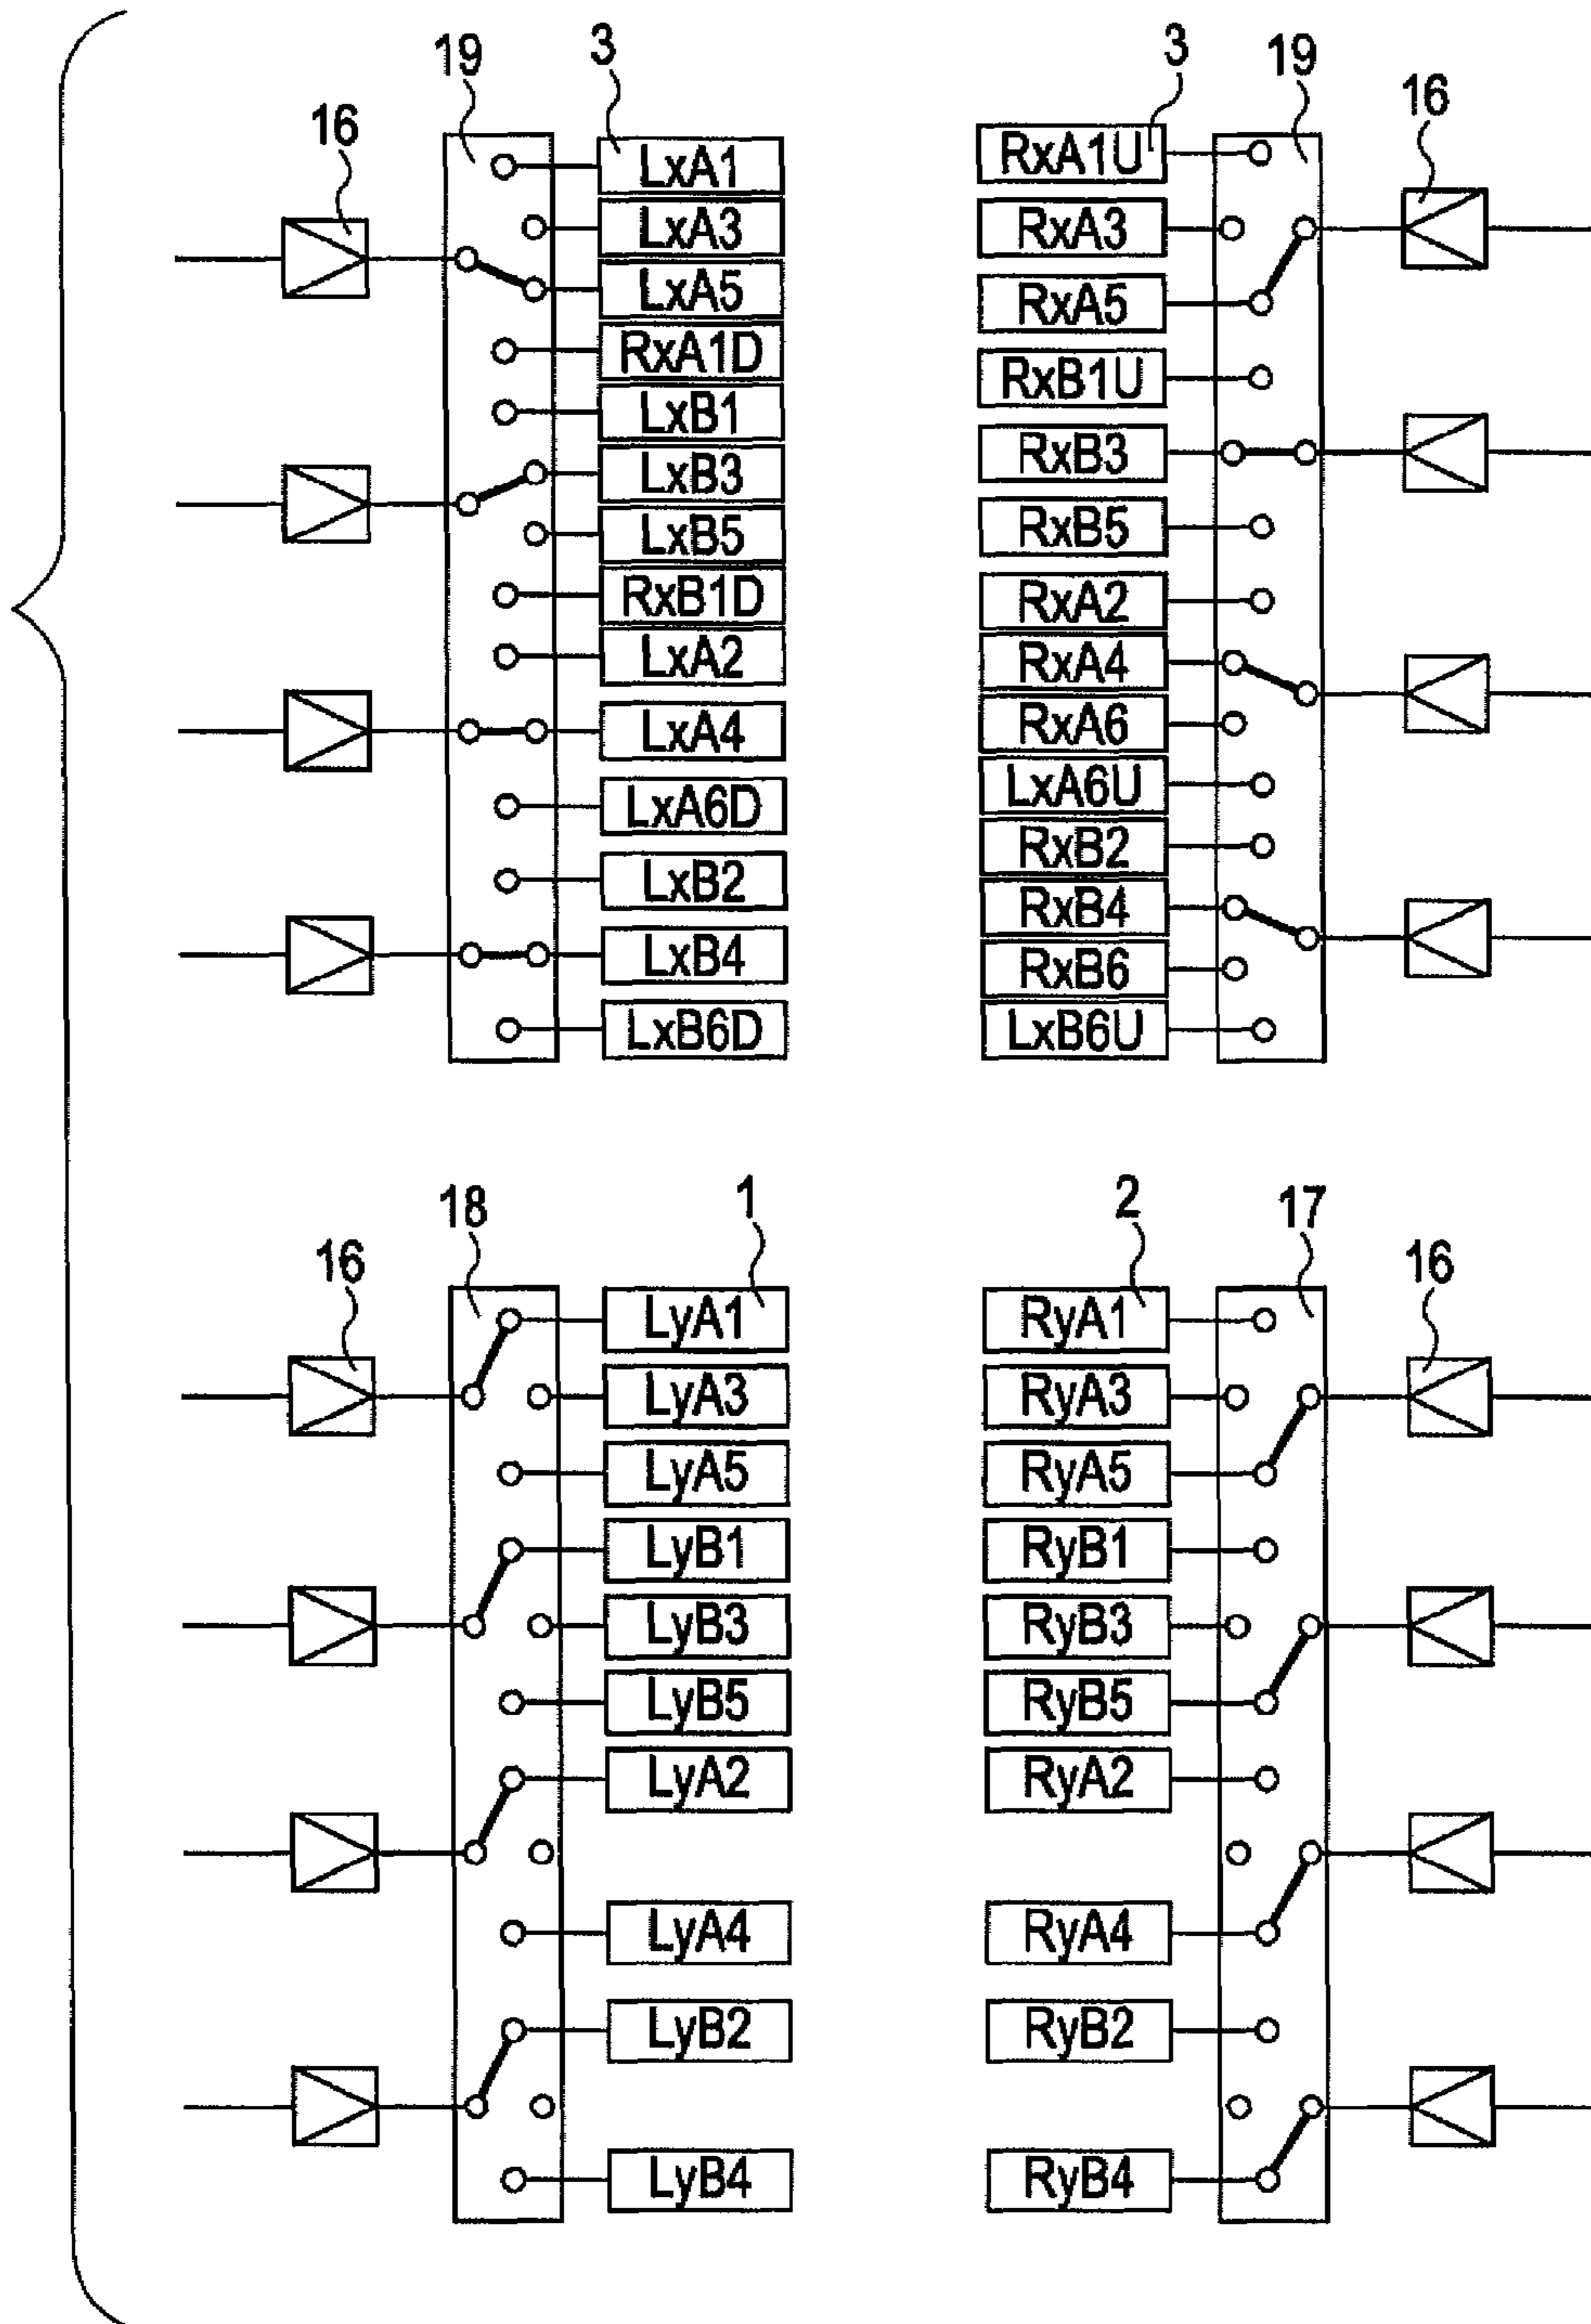 19 3 3 19
16 16
LxA1 RxA1U
LxA3 RxA3
LxA5 RxA5
RxA1D RxB1U
LxB1
LxB3 RxB3
LxB5 RxB5
RxB1D RxA2
LxA2 RxA4
LxA4 RxA6
LxA6D LxA6U
LxB2 RxB2
RxB4
LxB4 RxB6
LxB6D LxB6U
18 1 2 17
16 16
LyA1 RyA1
LyA3 RyA3
LyA5 RyA5
LyB1 RyB1
LyB3 RyB3
LyB5 RyB5
LyA2 RyA2
LyA4 RyA4
LyB2 RyB2
LyB4 RyB4